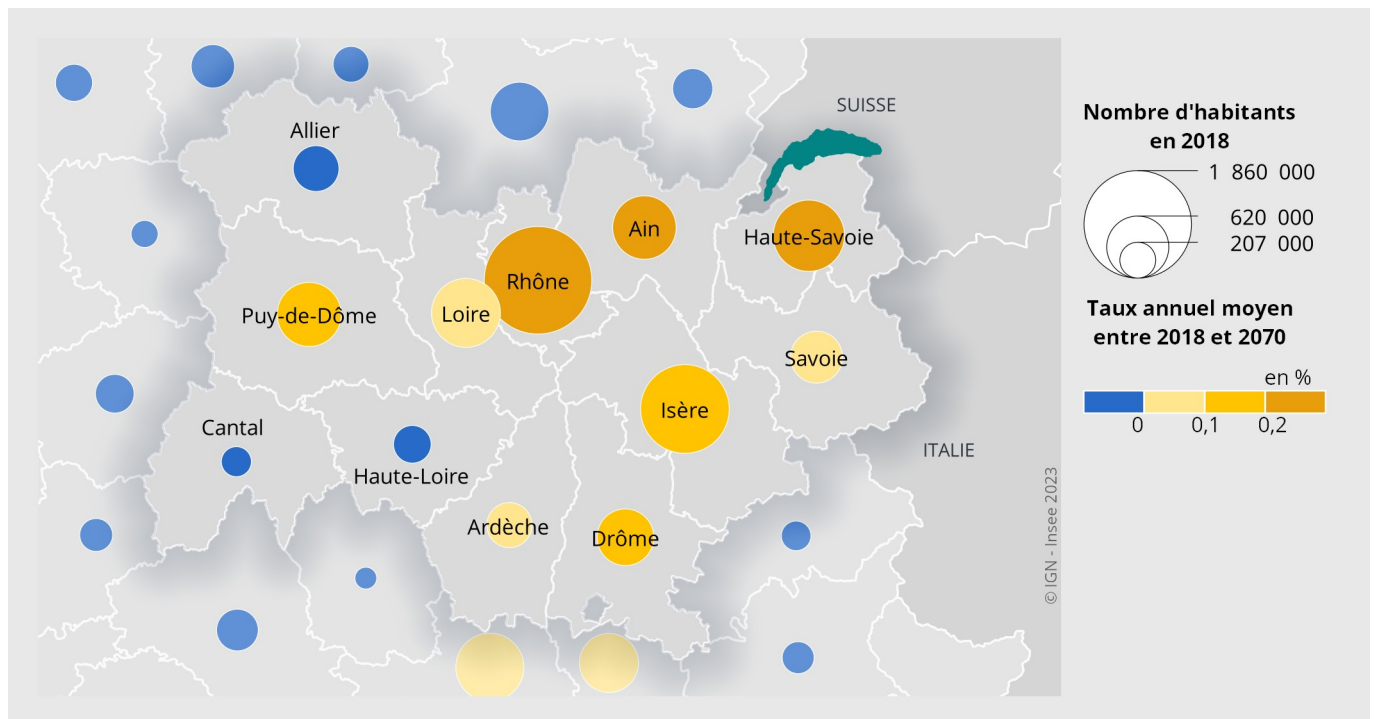 SUISSE
Allier
Ain
Haute-Savoie
Rhône
Loire
Puy-de-Dôme
Savoie
Isère
Cantal
Haute-Loire
ITALIE
Ardèche
Drôme
© IGN - Insee 2023
Nombre d'habitants
en 2018
1 860 000
620 000
207 000
Taux annuel moyen
entre 2018 et 2070
en %
0 0,1 0,2